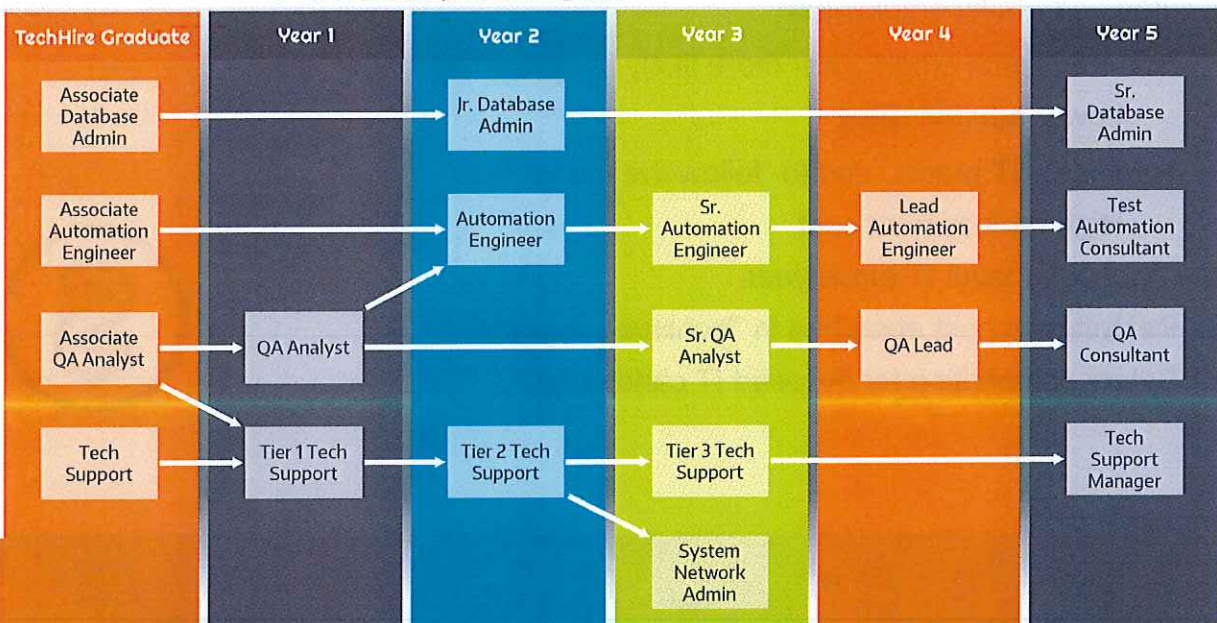 TechHire Graduate
Year 1
Year 2
Year 3
Year 4
Year 5
Associate
Database
Admin
Jr. Database
Admin
Sr.
Database
Admin
Associate
Automation
Engineer
Automation
Engineer
Sr.
Automation
Engineer
Lead
Automation
Engineer
Test
Automation
Consultant
Associate
QA Analyst
QA Analyst
Sr. QA
Analyst
QA Lead
QA
Consultant
Tech
Support
Tier 1 Tech
Support
Tier 2 Tech
Support
Tier 3 Tech
Support
Tech
Support
Manager
System
Network
Admin